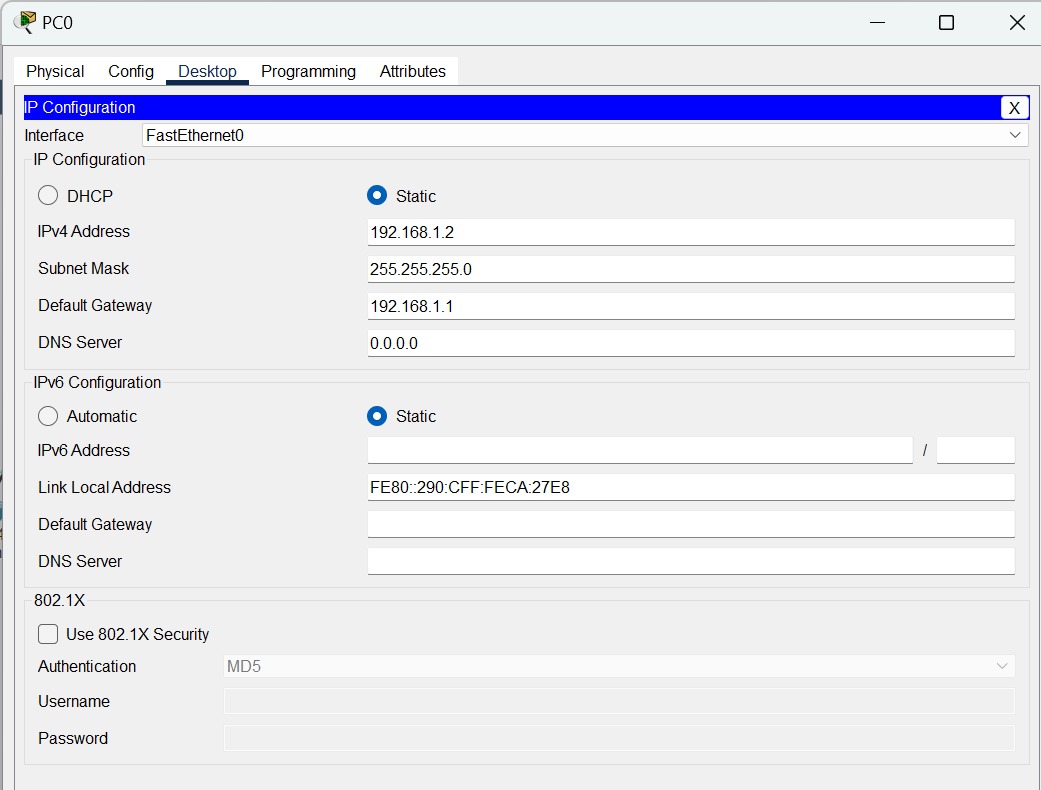 PC0
Physical Config Desktop Programming Attributes
IP Configuration X
Interface FastEthernet0
IP Configuration
DHCP Static
IPv4 Address 192.168.1.2
Subnet Mask 255.255.255.0
Default Gateway 192.168.1.1
DNS Server 0.0.0.0
IPv6 Configuration
Automatic Static
IPv6 Address /
Link Local Address FE80::290:CFF:FECA:27E8
Default Gateway
DNS Server
802.1X
Use 802.1X Security
Authentication MD5
Username
Password